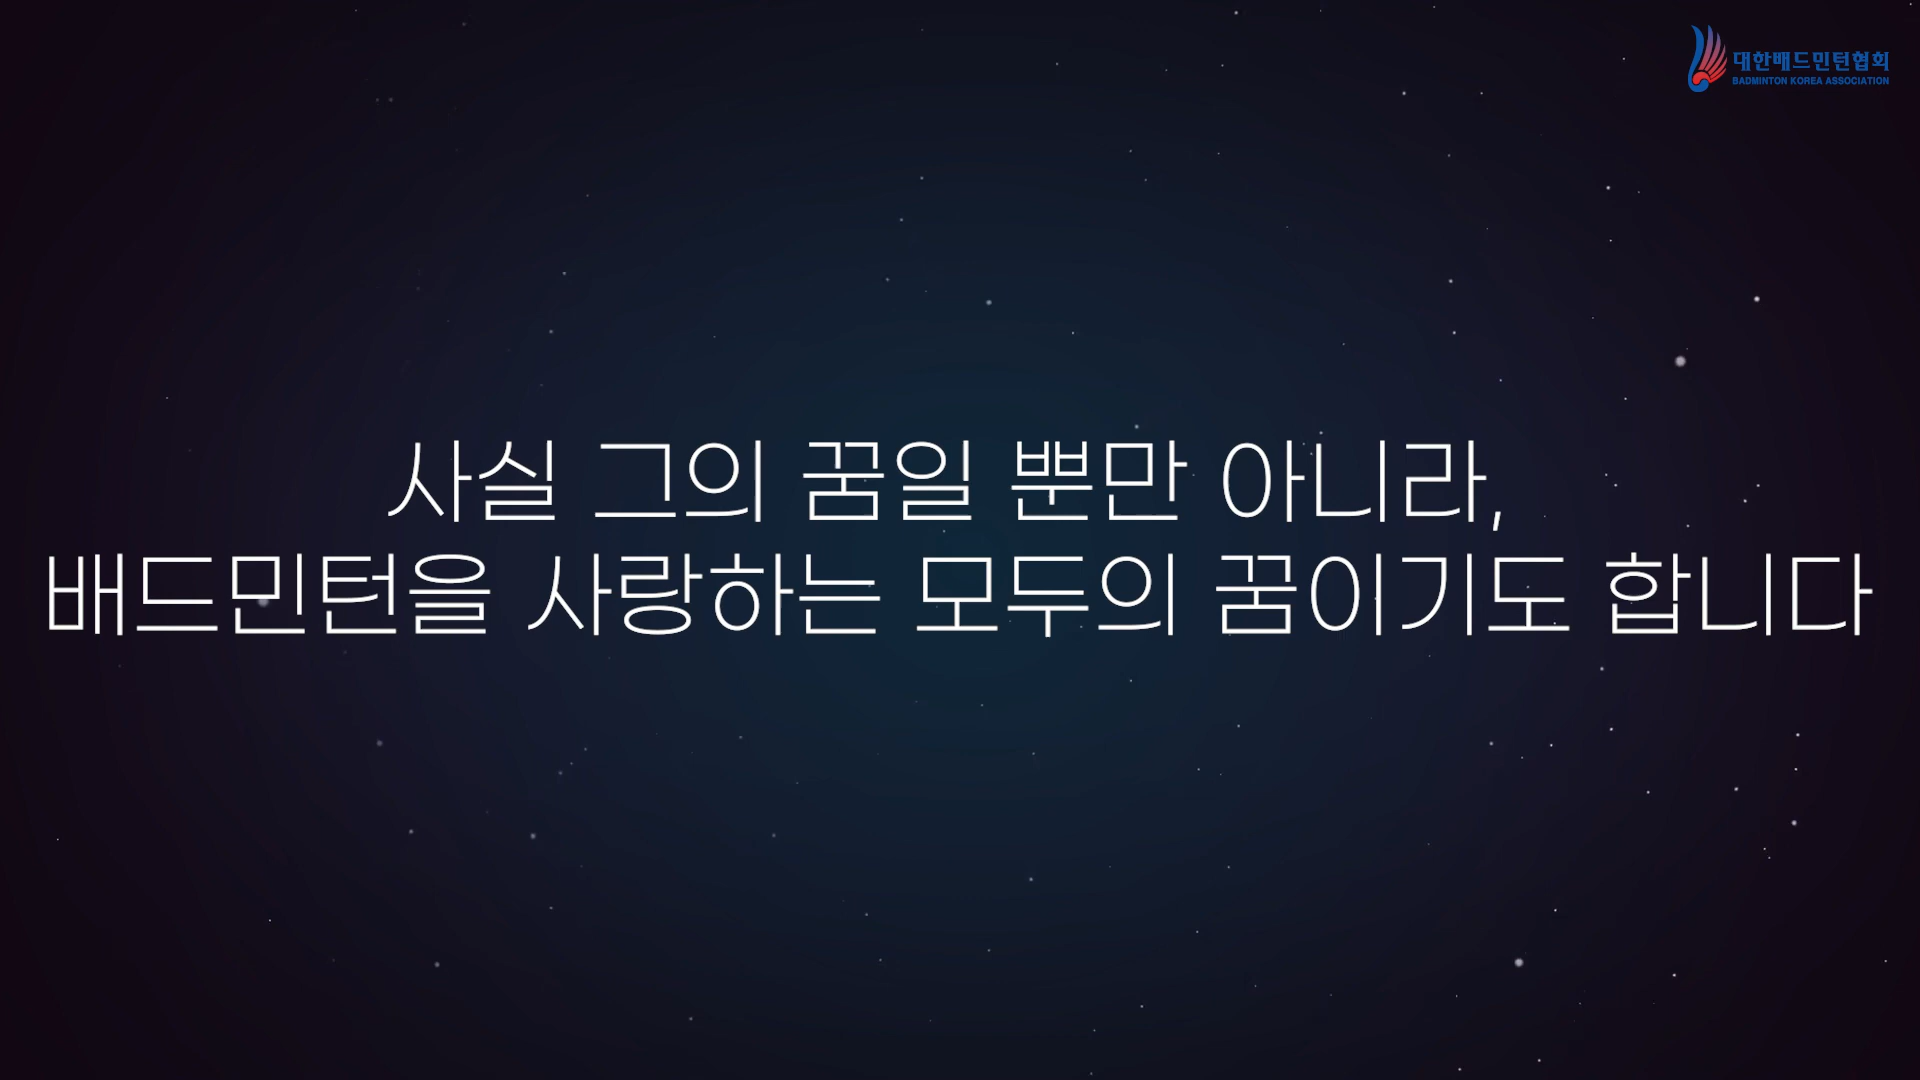 대한배드민턴협회
BADMINTON KOREA ASSOCIATION
사실 그의 꿈일 뿐만 아니라,
배드민턴을 사랑하는 모두의 꿈이기도 합니다